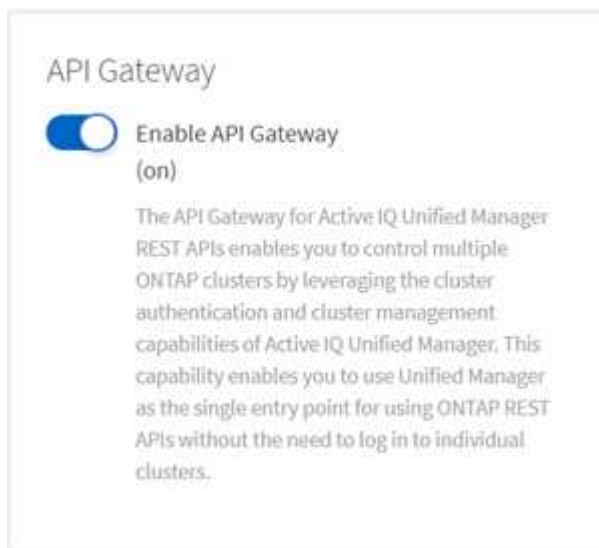 API Gateway
Enable API Gateway
(on)
The API Gateway for Active IQ Unified Manager
REST APIs enables you to control multiple
ONTAP clusters by leveraging the cluster
authentication and cluster management
capabilities of Active IQ Unified Manager. This
capability enables you to use Unified Manager
as the single entry point for using ONTAP REST
APIs without the need to log in to individual
clusters.